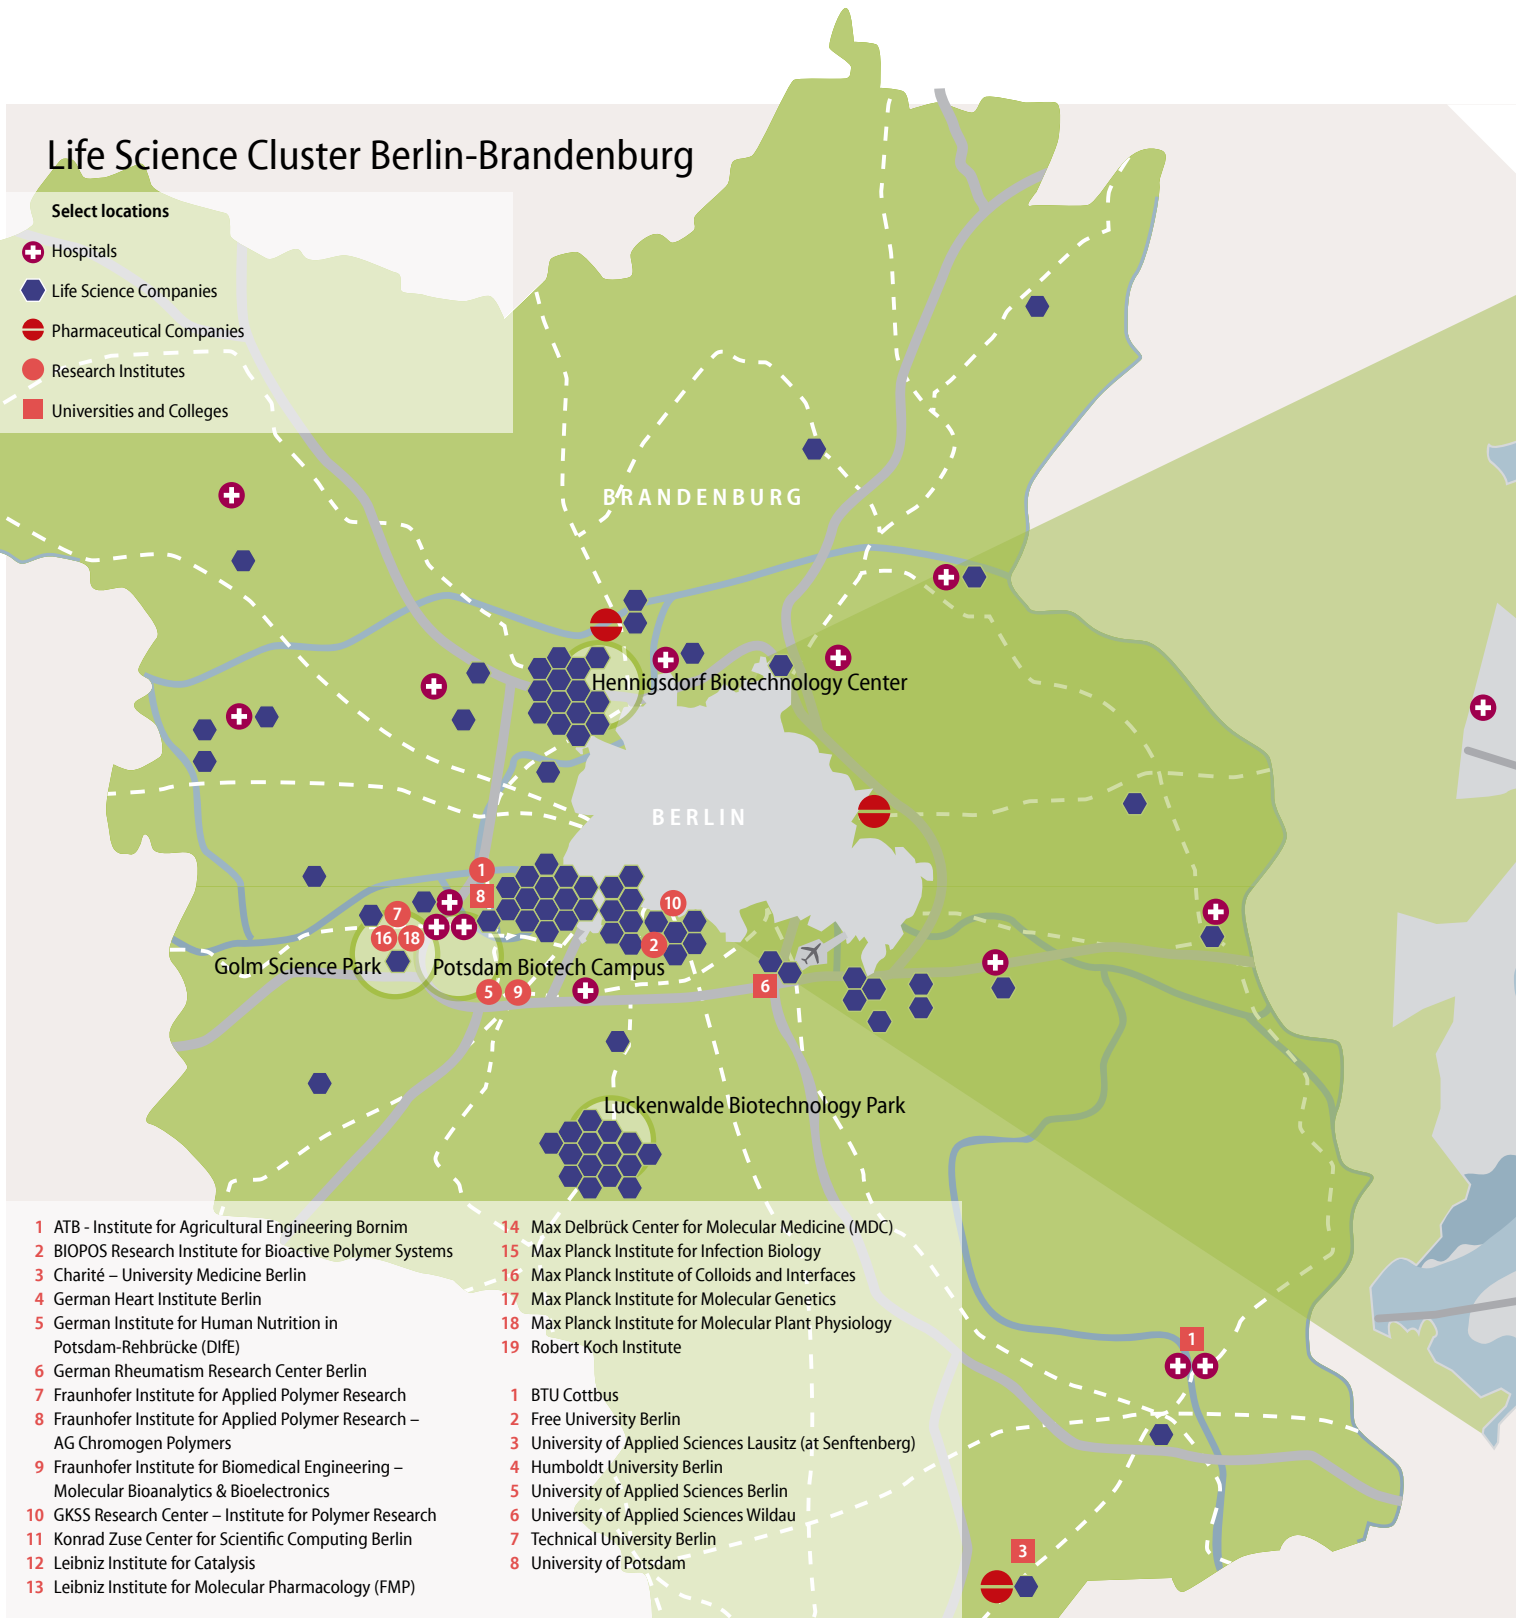 Life Science Cluster Berlin-Brandenburg
Select locations
Hospitals
Life Science Companies
Pharmaceutical Companies
Research Institutes
Universities and Colleges
BRANDENBURG
Hennigsdorf Biotechnology Center
BERLIN
1
8
10
7
16 18
2
Golm Science Park
Potsdam Biotech Campus
5 9
6
Luckenwalde Biotechnology Park
1
3
1 ATB - Institute for Agricultural Engineering Bornim
2 BIOPOS Research Institute for Bioactive Polymer Systems
3 Charité – University Medicine Berlin
4 German Heart Institute Berlin
5 German Institute for Human Nutrition in
Potsdam-Rehbrücke (DIfE)
6 German Rheumatism Research Center Berlin
7 Fraunhofer Institute for Applied Polymer Research
8 Fraunhofer Institute for Applied Polymer Research –
AG Chromogen Polymers
9 Fraunhofer Institute for Biomedical Engineering –
Molecular Bioanalytics & Bioelectronics
10 GKSS Research Center – Institute for Polymer Research
11 Konrad Zuse Center for Scientific Computing Berlin
12 Leibniz Institute for Catalysis
13 Leibniz Institute for Molecular Pharmacology (FMP)
14 Max Delbrück Center for Molecular Medicine (MDC)
15 Max Planck Institute for Infection Biology
16 Max Planck Institute of Colloids and Interfaces
17 Max Planck Institute for Molecular Genetics
18 Max Planck Institute for Molecular Plant Physiology
19 Robert Koch Institute
1 BTU Cottbus
2 Free University Berlin
3 University of Applied Sciences Lausitz (at Senftenberg)
4 Humboldt University Berlin
5 University of Applied Sciences Berlin
6 University of Applied Sciences Wildau
7 Technical University Berlin
8 University of Potsdam